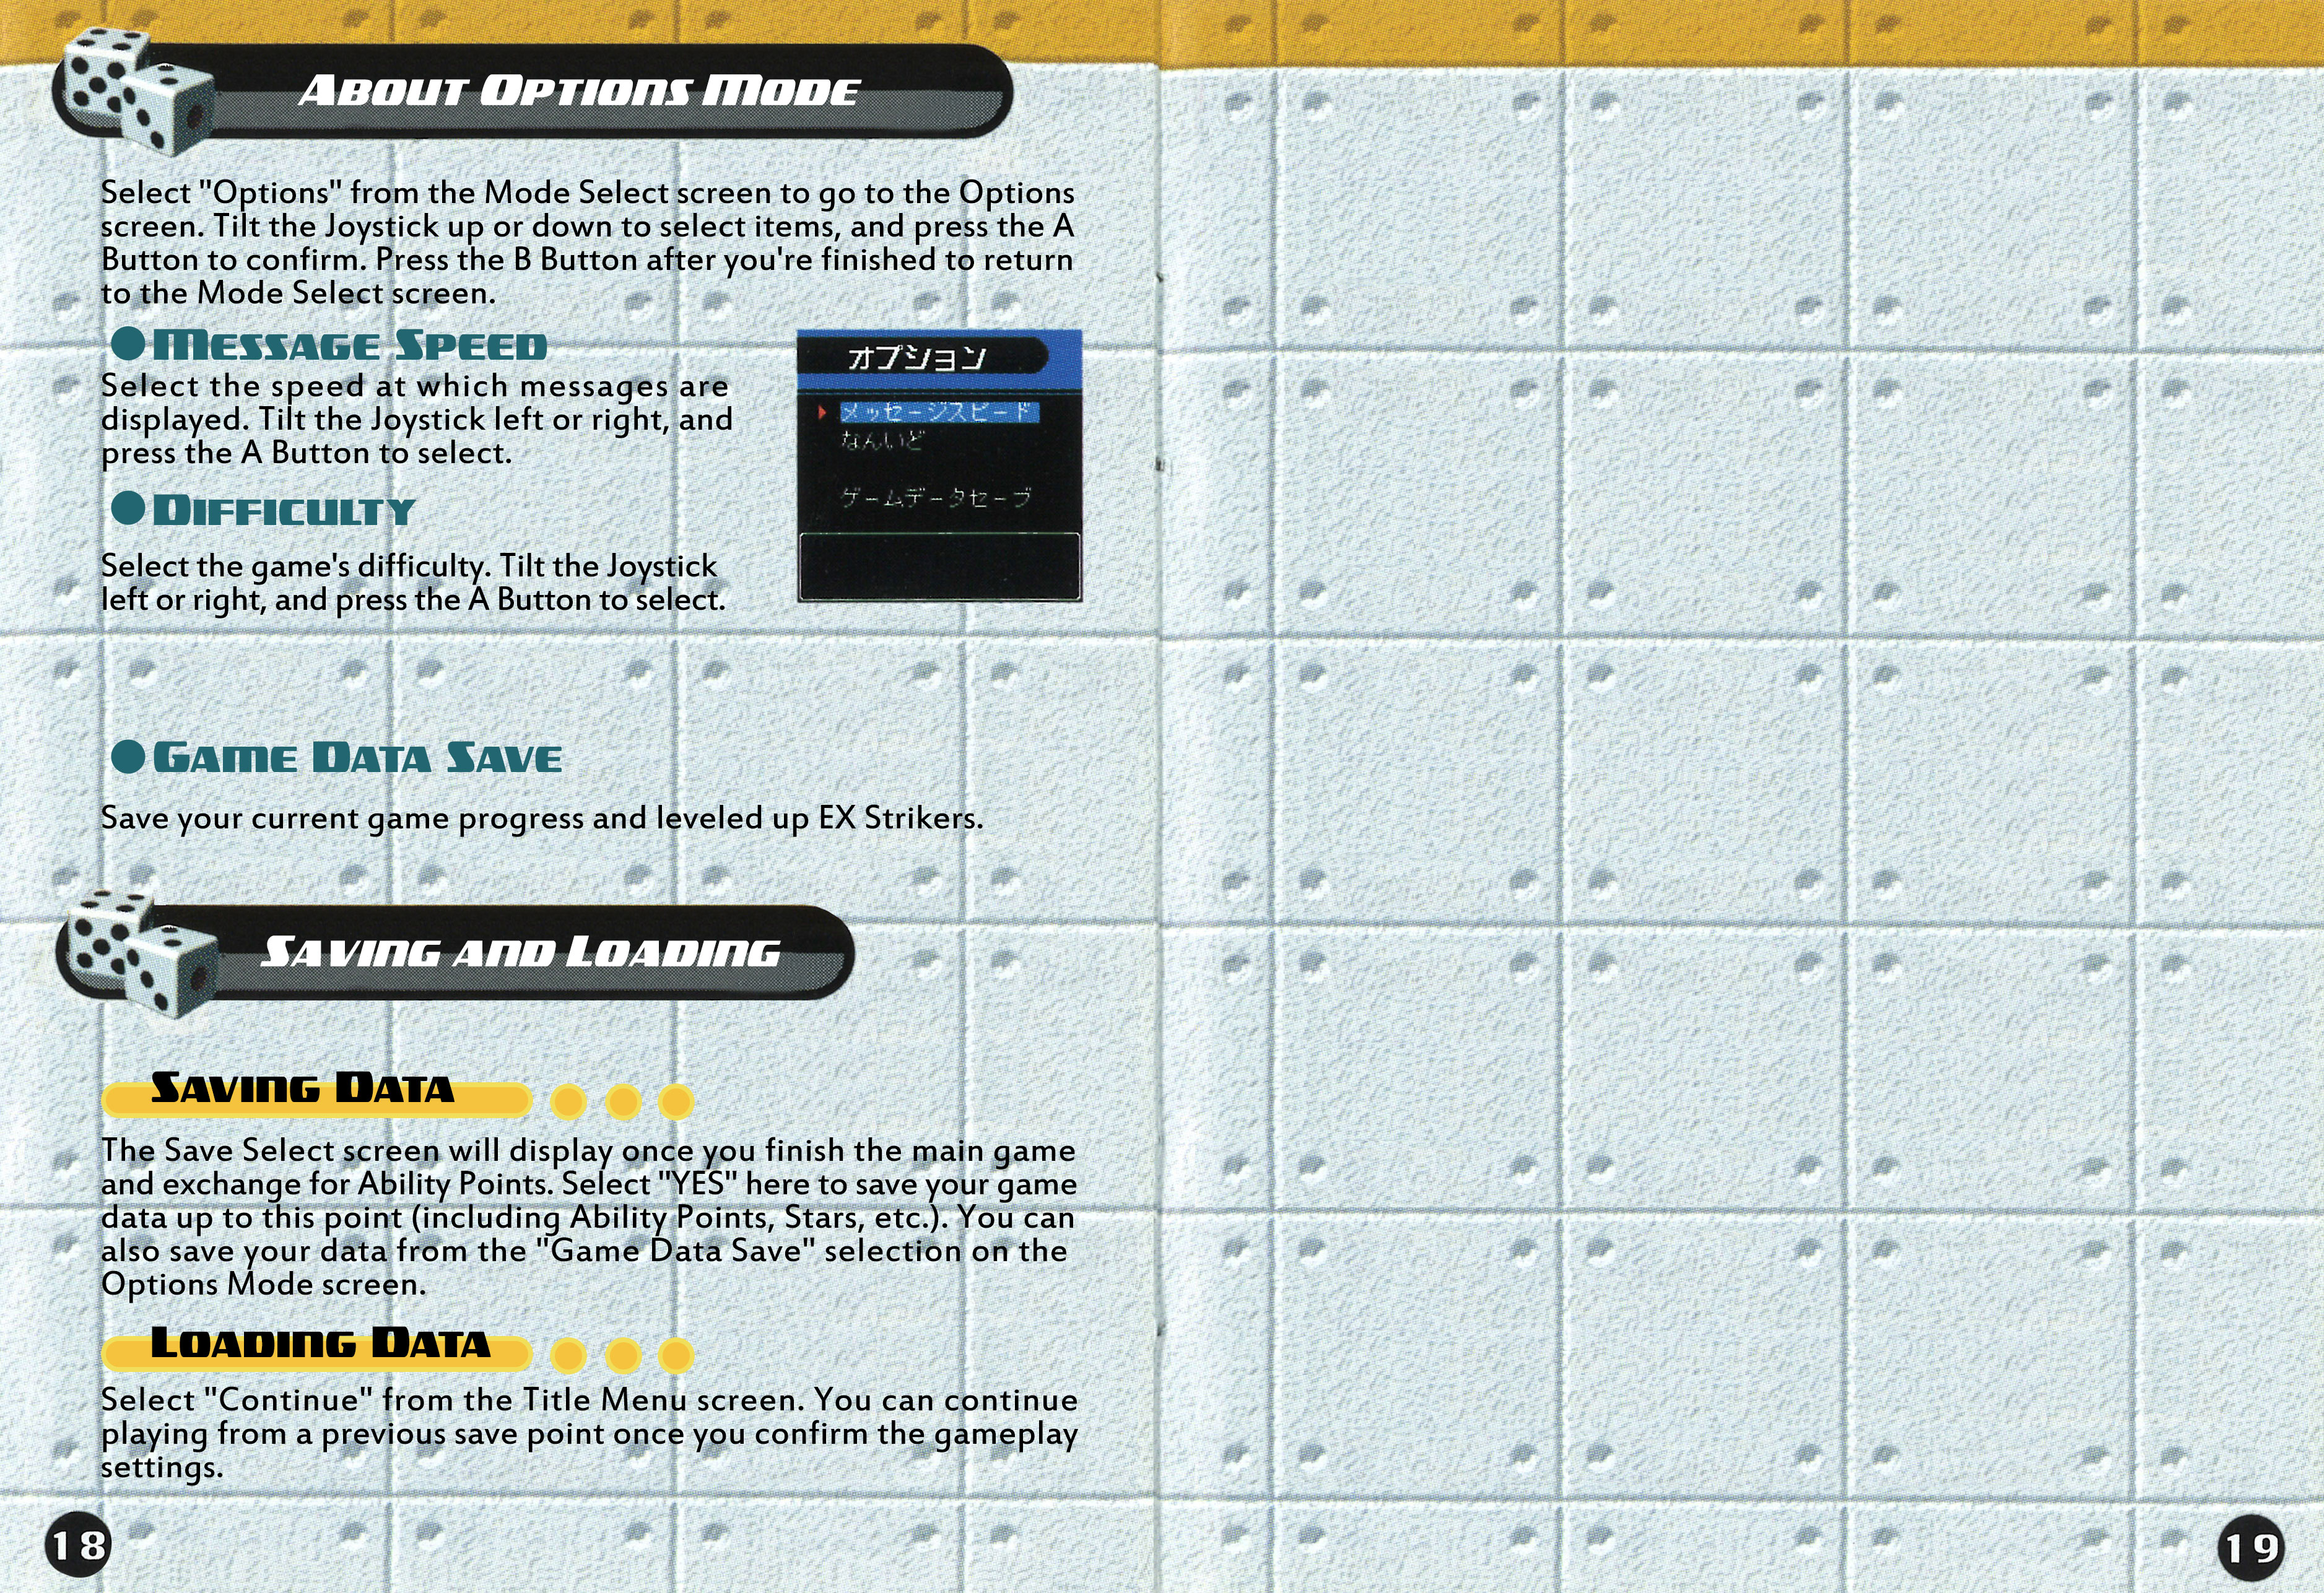 ABOUT OPTIONS MODE
Select "Options" from the Mode Select screen to go to the Options
screen. Tilt the Joystick up or down to select items, and press the A
Button to confirm. Press the B Button after you're finished to return
to the Mode Select screen.
●MESSAGE SPEED
Select the speed at which messages are
displayed. Tilt the Joystick left or right, and
press the A Button to select.
オプション
メッセージスピード
なんいど
ゲームデータセーブ
●DIFFICULTY
Select the game's difficulty. Tilt the Joystick
left or right, and press the A Button to select.
●GAME DATA SAVE
Save your current game progress and leveled up EX Strikers.
SAVING AND LOADING
SAVING DATA
The Save Select screen will display once you finish the main game
and exchange for Ability Points. Select "YES" here to save your game
data up to this point (including Ability Points, Stars, etc.). You can
also save your data from the "Game Data Save" selection on the
Options Mode screen.
LOADING DATA
Select "Continue" from the Title Menu screen. You can continue
playing from a previous save point once you confirm the gameplay
settings.
18
19